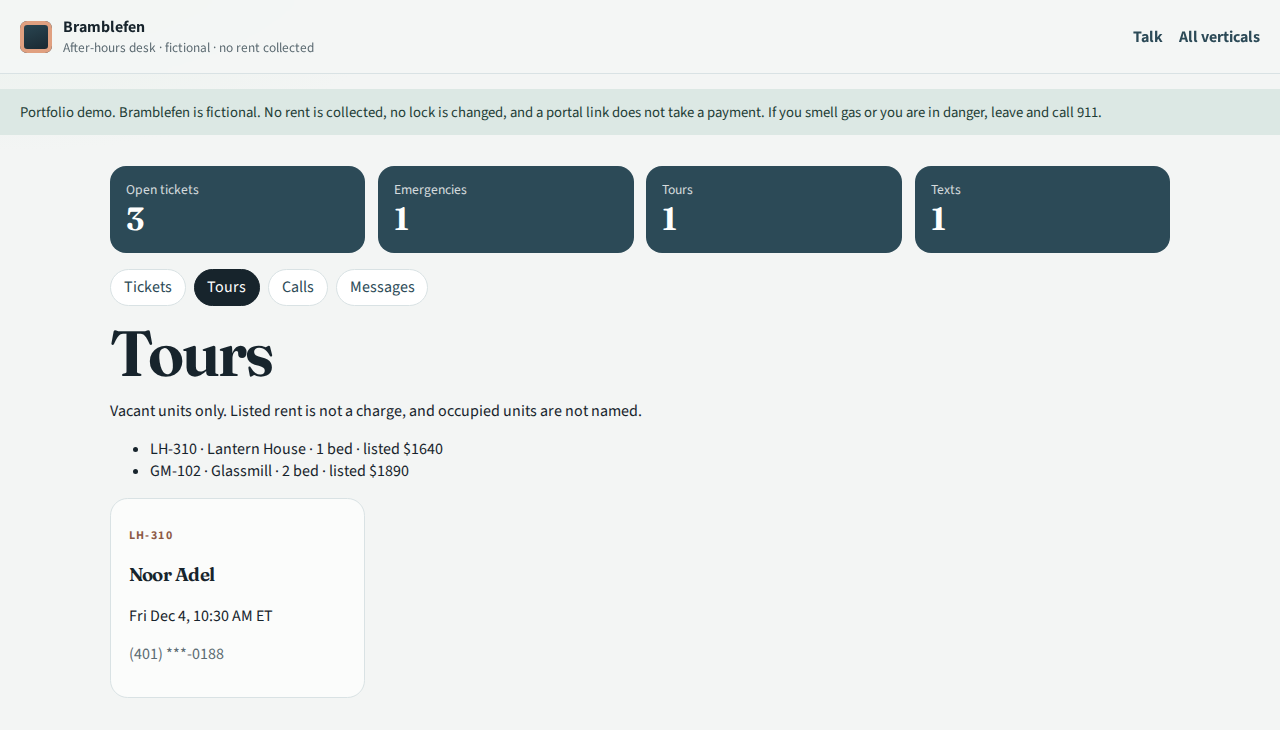 Bramblefen
After-hours desk · fictional · no rent collected
Talk
All verticals
Portfolio demo. Bramblefen is fictional. No rent is collected, no lock is changed, and a portal link does not take a payment. If you smell gas or you are in danger, leave and call 911.
Open tickets
3
Emergencies
1
Tours
1
Texts
1
Tickets
Tours
Calls
Messages
Tours
Vacant units only. Listed rent is not a charge, and occupied units are not named.
LH-310 · Lantern House · 1 bed · listed $1640
GM-102 · Glassmill · 2 bed · listed $1890
LH-310
Noor Adel
Fri Dec 4, 10:30 AM ET
(401) ***-0188